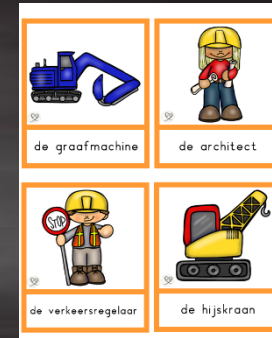 de graafmachine
de architect
STOP
de verkeersregelaar
de hijskraan